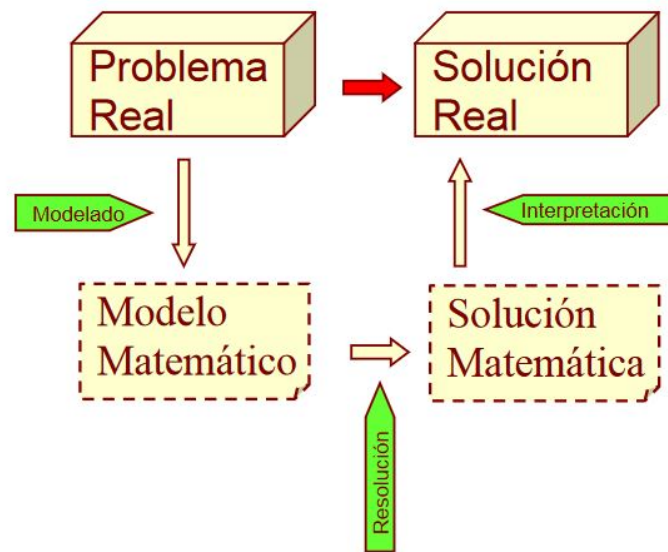 Problema
Real
Solución
Real
Modelado
Interpretación
Modelo
Matemático
Solución
Matemática
Resolución